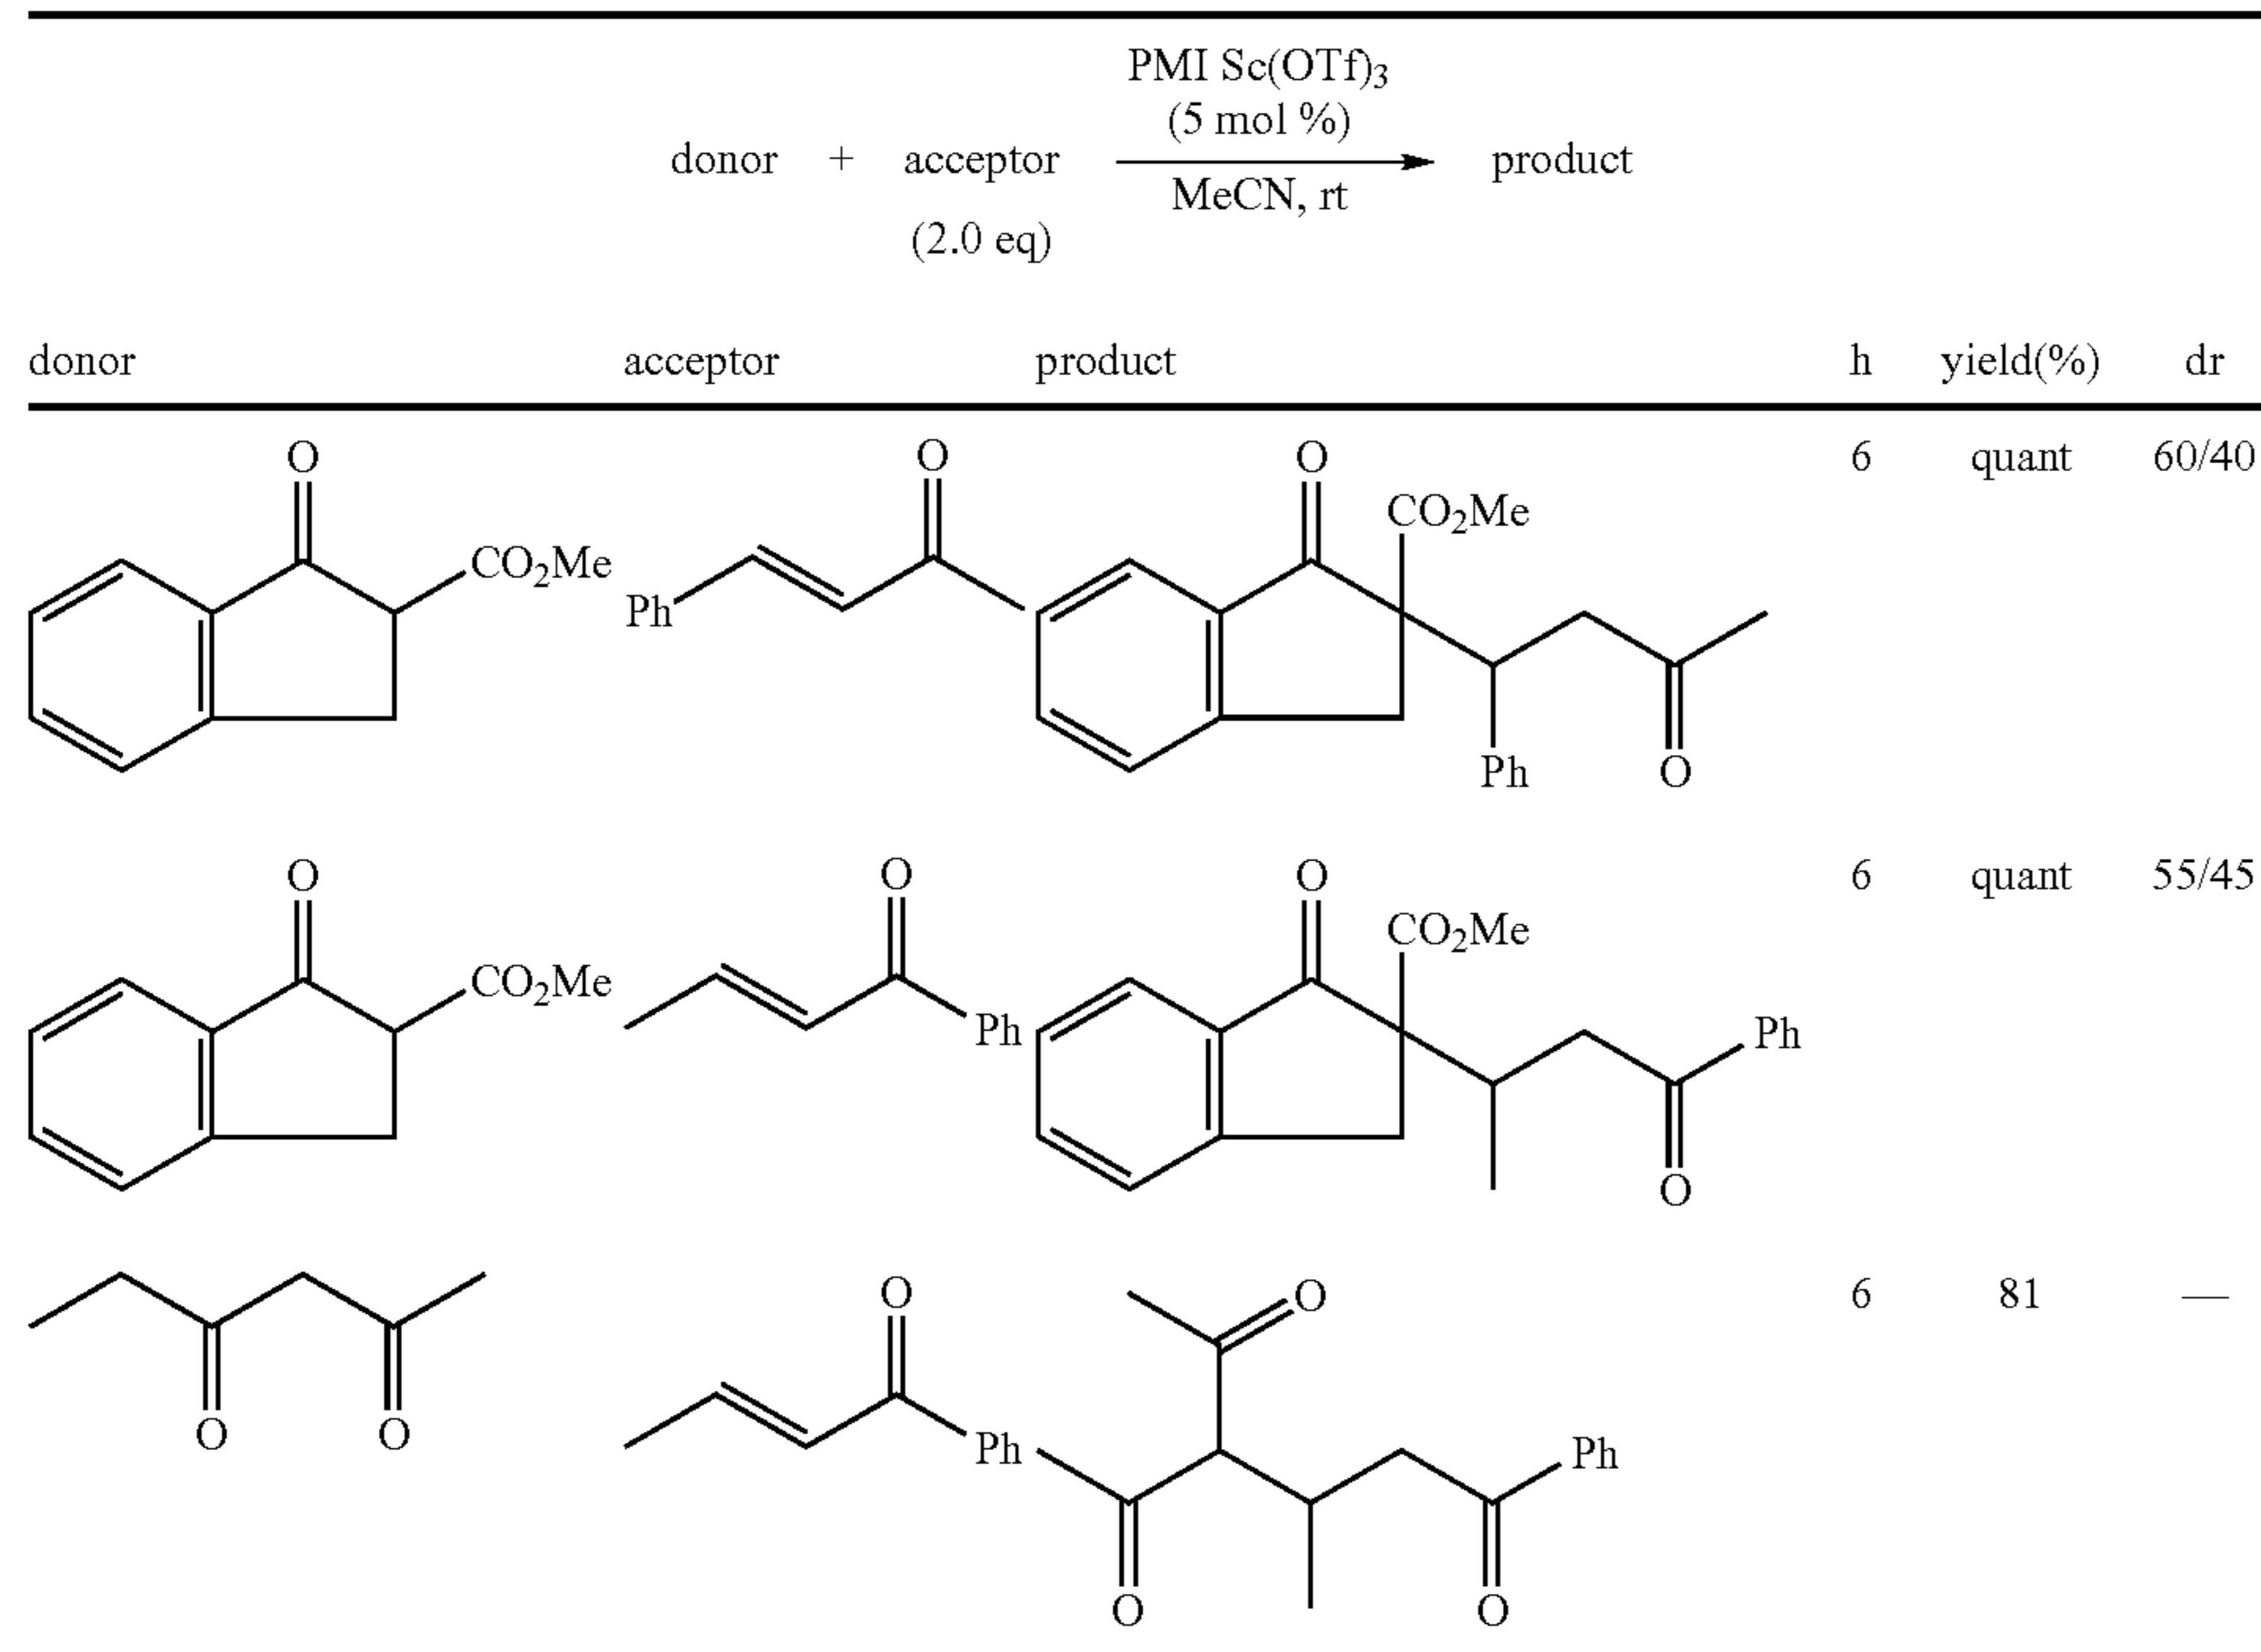 PMI Sc(OTf)₃
(5 mol %)
donor + acceptor product
MeCN, rt
(2.0 eq)
donor acceptor product h yield(%) dr
O O O 6 quant 60/40
CO₂Me
CO₂Me
Ph
Ph O
O O O 6 quant 55/45
CO₂Me
CO₂Me
Ph Ph
O
O O 6 81 —
O O
Ph Ph
O O